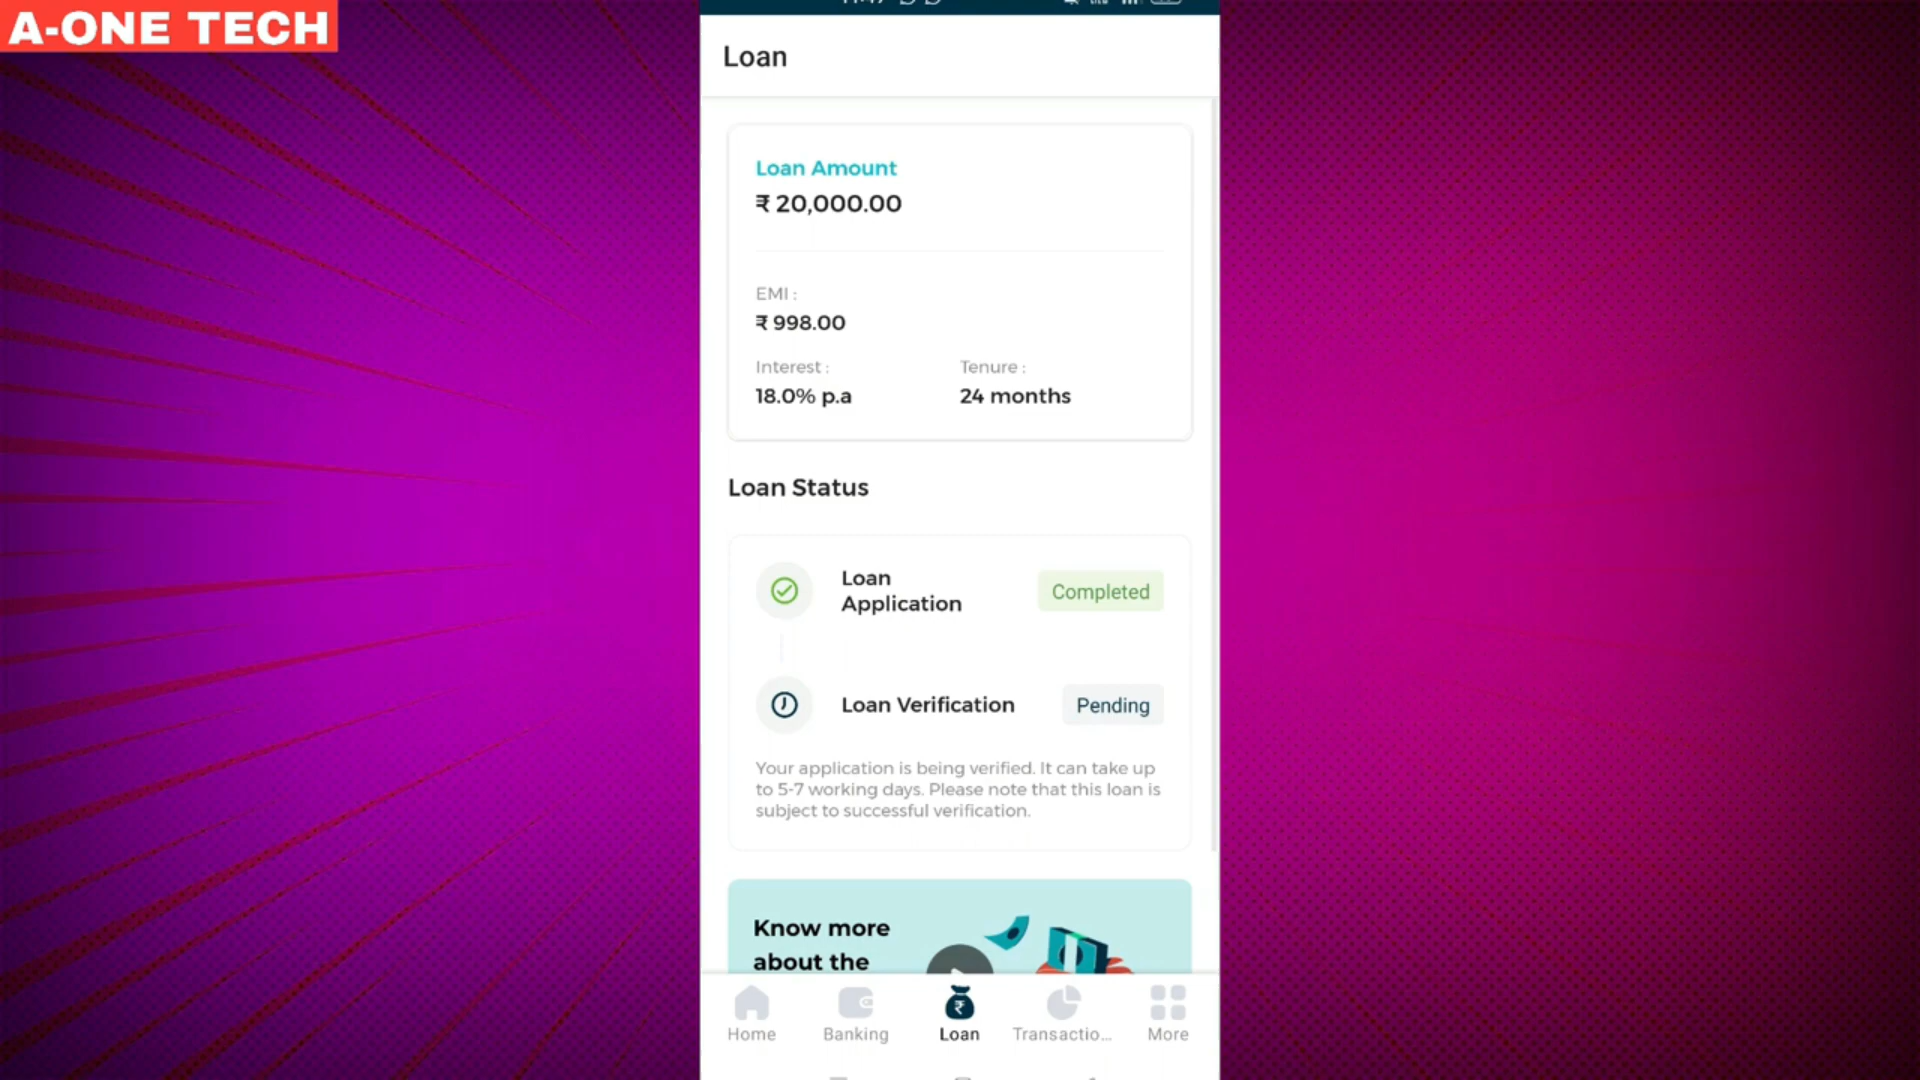 A-ONE TECH
Loan
Loan Amount
₹ 20,000.00
EMI :
₹ 998.00
Interest :
Tenure :
18.0% p.a
24 months
Loan Status
Loan
Application
Completed
Loan Verification
Pending
Your application is being verified. It can take up
to 5-7 working days. Please note that this loan is
subject to successful verification.
Know more
about the
Home
Banking
Loan
Transactio...
More